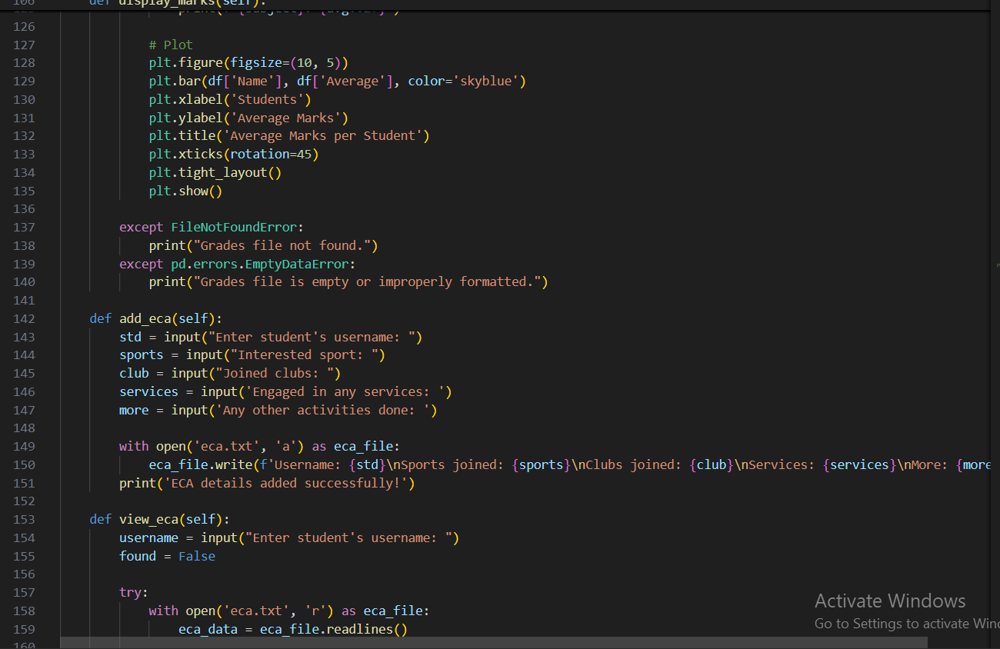 106 def display_marks(self):
126
127 # Plot
128 plt.figure(figsize=(10, 5))
129 plt.bar(df['Name'], df['Average'], color='skyblue')
130 plt.xlabel('Students')
131 plt.ylabel('Average Marks')
132 plt.title('Average Marks per Student')
133 plt.xticks(rotation=45)
134 plt.tight_layout()
135 plt.show()
136
137 except FileNotFoundError:
138 print("Grades file not found.")
139 except pd.errors.EmptyDataError:
140 print("Grades file is empty or improperly formatted.")
141
142 def add_eca(self):
143 std = input("Enter student's username: ")
144 sports = input("Interested sport: ")
145 club = input("Joined clubs: ")
146 services = input('Engaged in any services: ')
147 more = input('Any other activities done: ')
148
149 with open('eca.txt', 'a') as eca_file:
150 eca_file.write(f'Username: {std}\nSports joined: {sports}\nClubs joined: {club}\nServices: {services}\nMore: {more
151 print('ECA details added successfully!')
152
153 def view_eca(self):
154 username = input("Enter student's username: ")
155 found = False
156
157 try:
158 with open('eca.txt', 'r') as eca_file:
159 eca_data = eca_file.readlines()
160
Activate Windows
Go to Settings to activate Win